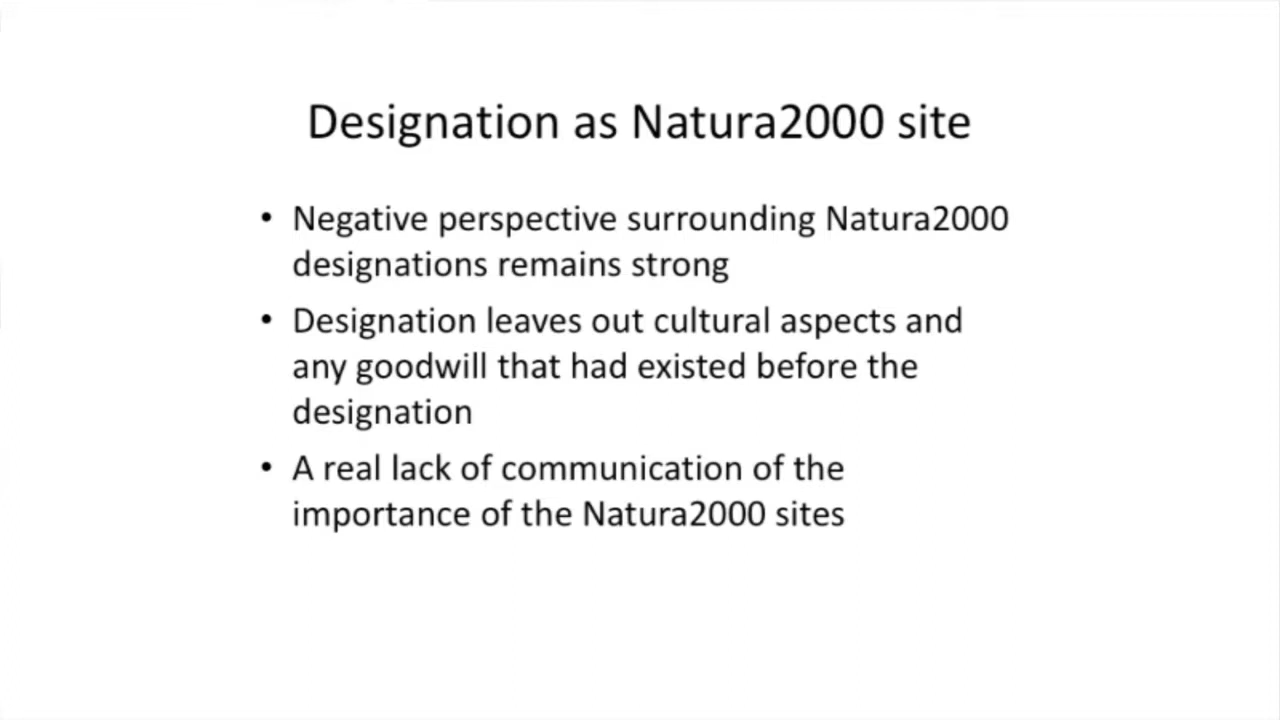 Designation as Natura2000 site
• Negative perspective surrounding Natura2000
designations remains strong
• Designation leaves out cultural aspects and
any goodwill that had existed before the
designation
• A real lack of communication of the
importance of the Natura2000 sites